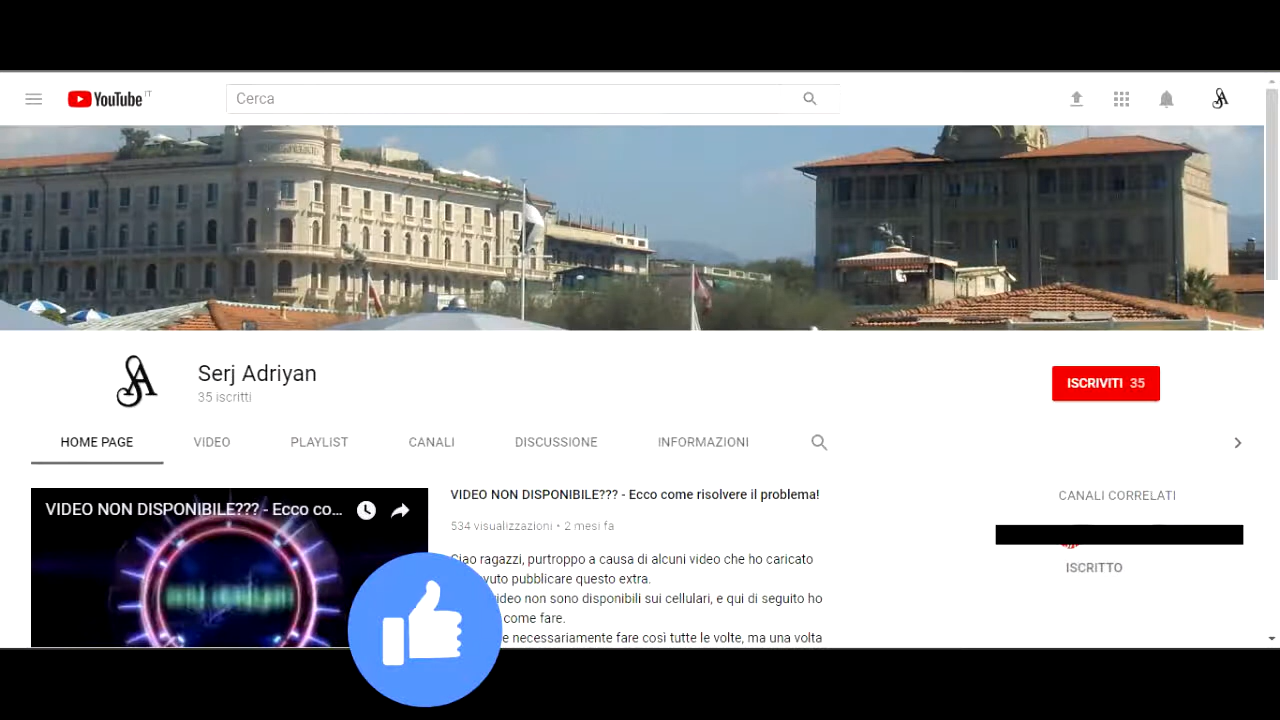 YouTube IT
Cerca
Serj Adriyan
35 iscritti
ISCRIVITI 35
HOME PAGE
VIDEO
PLAYLIST
CANALI
DISCUSSIONE
INFORMAZIONI
VIDEO NON DISPONIBILE??? - Ecco co...
VIDEO NON DISPONIBILE??? - Ecco come risolvere il problema!
534 visualizzazioni • 2 mesi fa
Ciao ragazzi, purtroppo a causa di alcuni video che ho caricato
vuto pubblicare questo extra.
ideo non sono disponibili sui cellulari, e qui di seguito ho
come fare.
e necessariamente fare così tutte le volte, ma una volta
CANALI CORRELATI
ISCRITTO